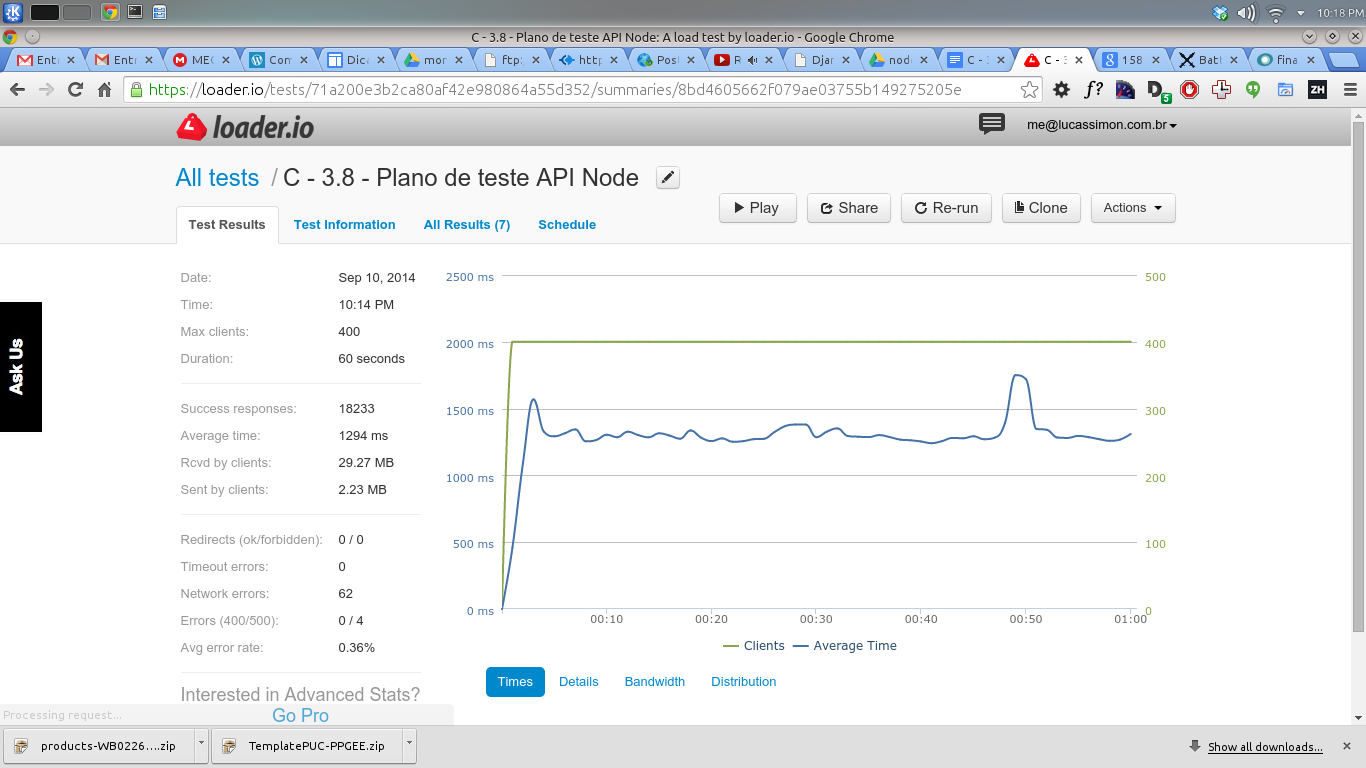 10:18 PM
C - 3.8 - Plano de teste API Node: A load test by loader.io - Google Chrome
Entr
Entr
MEG
Con
Dica
mor
ftp:
http
Post
R
Djar
node
C - 3
C - 3
158
Batl
fina
https://loader.io/tests/71a200e3b2ca80af42e980864a55d352/summaries/8bd4605662f079ae03755b149275205e
f?
D
5
ZH
loader.io
me@lucassimon.com.br
All tests / C - 3.8 - Plano de teste API Node
Play
Share
Re-run
Clone
Actions
Test Results
Test Information
All Results (7)
Schedule
Ask Us
Date: Sep 10, 2014
Time: 10:14 PM
Max clients: 400
Duration: 60 seconds
Success responses: 18233
Average time: 1294 ms
Rcvd by clients: 29.27 MB
Sent by clients: 2.23 MB
Redirects (ok/forbidden): 0 / 0
Timeout errors: 0
Network errors: 62
Errors (400/500): 0 / 4
Avg error rate: 0.36%
Interested in Advanced Stats?
Go Pro
2500 ms 500
2000 ms 400
1500 ms 300
1000 ms 200
500 ms 100
0 ms 0
00:10 00:20 00:30 00:40 00:50 01:00
Clients Average Time
Times
Details
Bandwidth
Distribution
Processing request...
products-WB0226....zip
TemplatePUC-PPGEE.zip
Show all downloads...